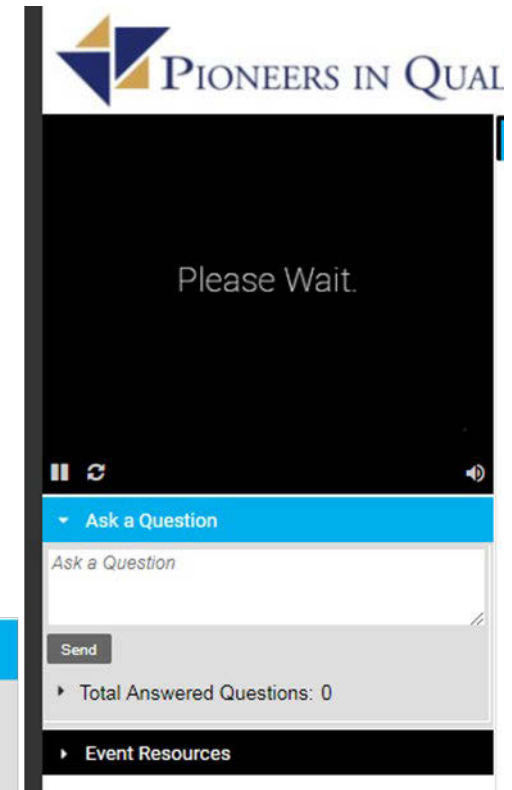 PIONEERS IN QUAL
Please Wait.
Ask a Question
Ask a Question
Send
Total Answered Questions: 0
Event Resources